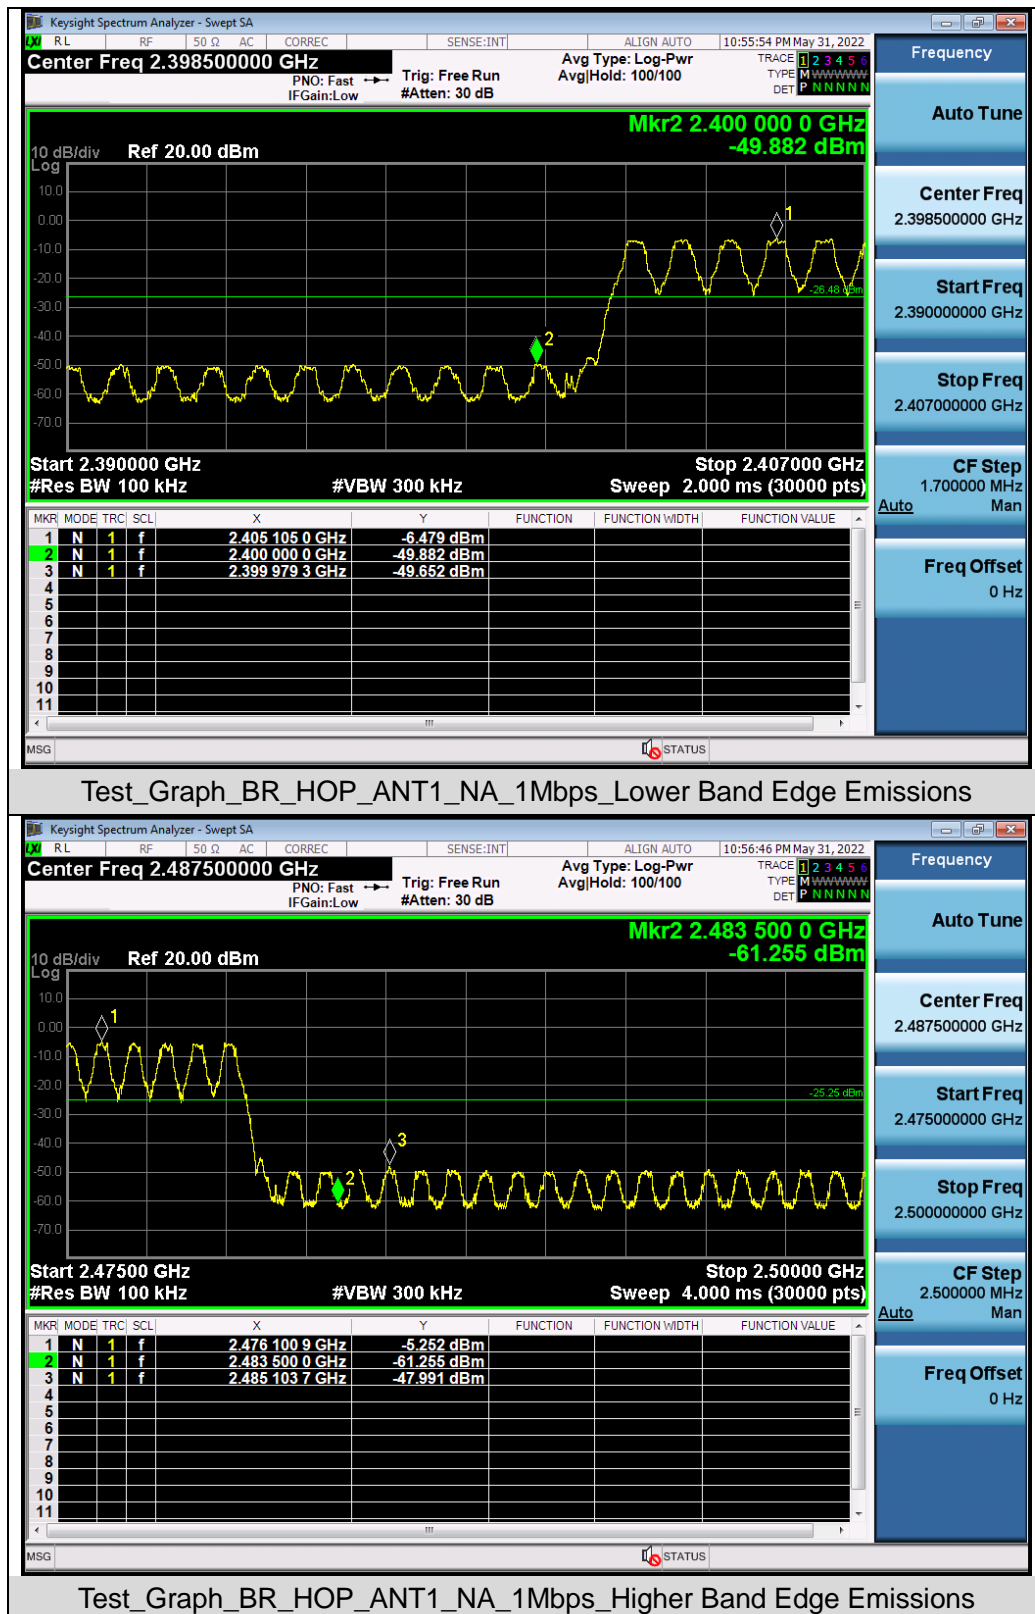 Keysight Spectrum Analyzer - Swept SA
LXI RL RF 50 Ω AC CORREC SENSE:INT ALIGN AUTO 10:55:54 PM May 31, 2022
Center Freq 2.398500000 GHz
PNO: Fast
IFGain:Low
Trig: Free Run
#Atten: 30 dB
Avg Type: Log-Pwr
Avg|Hold: 100/100
TRACE 1 2 3 4 5 6
TYPE M W W W W W
DET P N N N N N
Mkr2 2.400 000 0 GHz
-49.882 dBm
10 dB/div Ref 20.00 dBm
Log
10.0
0.00
-10.0
-20.0
-30.0
-40.0
-50.0
-60.0
-70.0
1
-26.48 dBm
2
Start 2.390000 GHz Stop 2.407000 GHz
#Res BW 100 kHz #VBW 300 kHz Sweep 2.000 ms (30000 pts)
MKR MODE TRC SCL X Y FUNCTION FUNCTION WIDTH FUNCTION VALUE
1 N 1 f 2.405 105 0 GHz -6.479 dBm
2 N 1 f 2.400 000 0 GHz -49.882 dBm
3 N 1 f 2.399 979 3 GHz -49.652 dBm
4
5
6
7
8
9
10
11
MSG STATUS
Frequency
Auto Tune
Center Freq
2.398500000 GHz
Start Freq
2.390000000 GHz
Stop Freq
2.407000000 GHz
CF Step
1.700000 MHz
Auto Man
Freq Offset
0 Hz
Test_Graph_BR_HOP_ANT1_NA_1Mbps_Lower Band Edge Emissions
Keysight Spectrum Analyzer - Swept SA
LXI RL RF 50 Ω AC CORREC SENSE:INT ALIGN AUTO 10:56:46 PM May 31, 2022
Center Freq 2.487500000 GHz
PNO: Fast
IFGain:Low
Trig: Free Run
#Atten: 30 dB
Avg Type: Log-Pwr
Avg|Hold: 100/100
TRACE 1 2 3 4 5 6
TYPE M W W W W W
DET P N N N N N
Mkr2 2.483 500 0 GHz
-61.255 dBm
10 dB/div Ref 20.00 dBm
Log
10.0
0.00
-10.0
-20.0
-30.0
-40.0
-50.0
-60.0
-70.0
1
-25.25 dBm
3
2
Start 2.47500 GHz Stop 2.50000 GHz
#Res BW 100 kHz #VBW 300 kHz Sweep 4.000 ms (30000 pts)
MKR MODE TRC SCL X Y FUNCTION FUNCTION WIDTH FUNCTION VALUE
1 N 1 f 2.476 100 9 GHz -5.252 dBm
2 N 1 f 2.483 500 0 GHz -61.255 dBm
3 N 1 f 2.485 103 7 GHz -47.991 dBm
4
5
6
7
8
9
10
11
MSG STATUS
Frequency
Auto Tune
Center Freq
2.487500000 GHz
Start Freq
2.475000000 GHz
Stop Freq
2.500000000 GHz
CF Step
2.500000 MHz
Auto Man
Freq Offset
0 Hz
Test_Graph_BR_HOP_ANT1_NA_1Mbps_Higher Band Edge Emissions